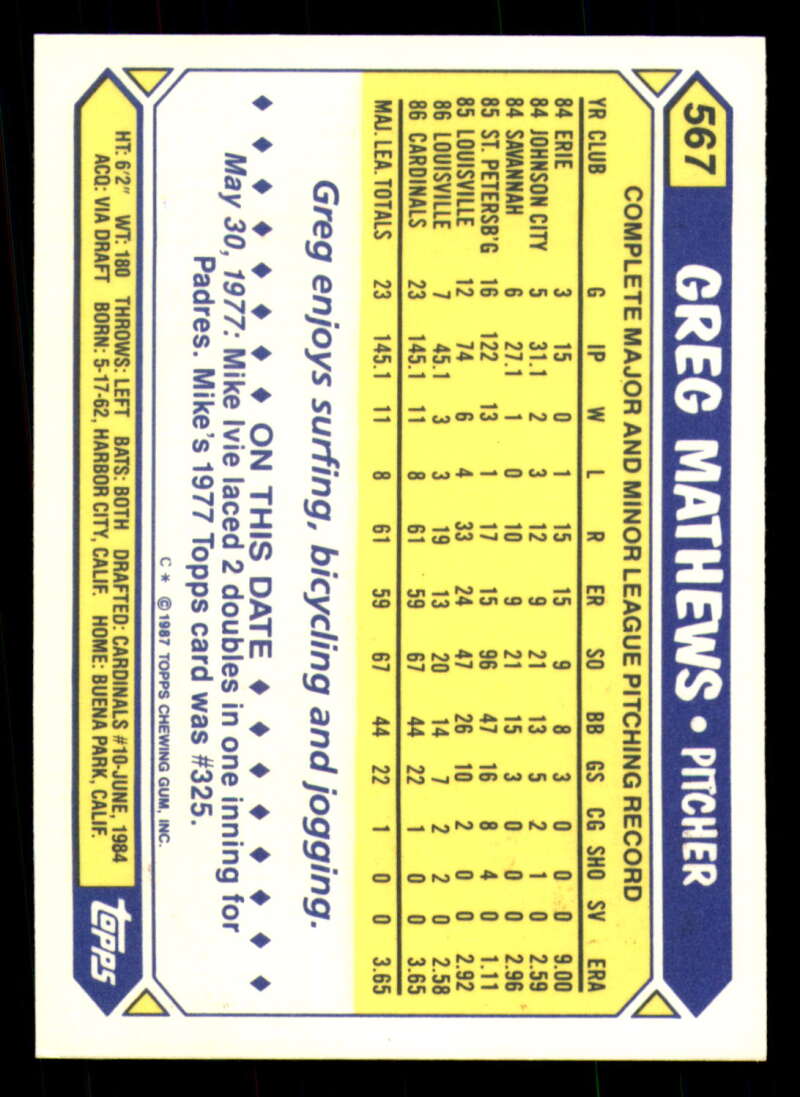 567 GREG MATHEWS • PITCHER
COMPLETE MAJOR AND MINOR LEAGUE PITCHING RECORD
YR CLUB G IP W L R ER SO BB GS CG SHO SV ERA
84 ERIE 3 15 0 1 15 15 9 8 3 0 0 0 9.00
84 JOHNSON CITY 5 31.1 2 3 12 9 21 13 5 2 1 0 2.59
84 SAVANNAH 6 27.1 1 0 10 9 21 15 3 0 0 0 2.96
85 ST. PETERSB'G 16 122 13 1 17 15 96 47 16 8 4 0 1.11
85 LOUISVILLE 12 74 6 4 33 24 47 26 10 2 0 0 2.92
86 LOUISVILLE 7 45.1 3 3 19 13 20 14 7 2 2 0 2.58
86 CARDINALS 23 145.1 11 8 61 59 67 44 22 1 0 0 3.65
MAJ. LEA. TOTALS 23 145.1 11 8 61 59 67 44 22 1 0 0 3.65
Greg enjoys surfing, bicycling and jogging.
ON THIS DATE
May 30, 1977: Mike Ivie laced 2 doubles in one inning for
Padres. Mike's 1977 Topps card was #325.
C * ©1987 TOPPS CHEWING GUM, INC.
HT: 6'2" WT: 180 THROWS: LEFT BATS: BOTH DRAFTED: CARDINALS #10-JUNE, 1984
ACQ: VIA DRAFT BORN: 5-17-62, HARBOR CITY, CALIF. HOME: BUENA PARK, CALIF.
topps